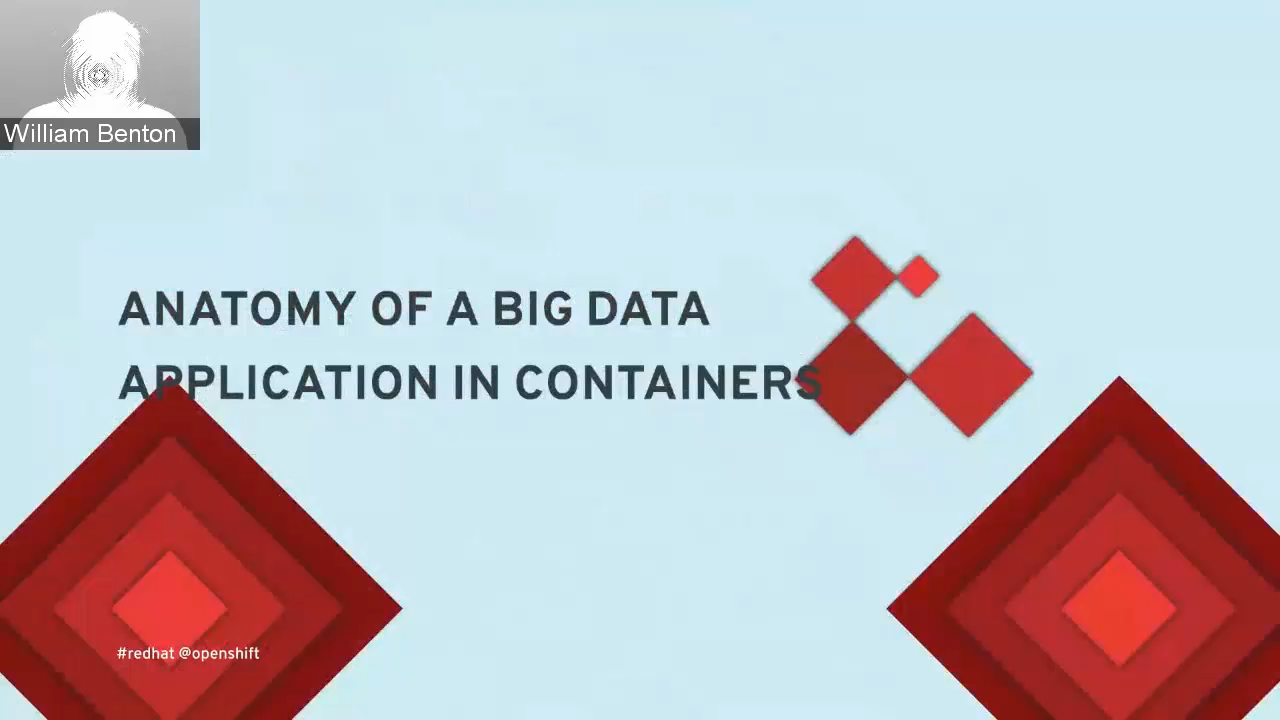 William Benton
ANATOMY OF A BIG DATA
APPLICATION IN CONTAINERS
#redhat @openshift